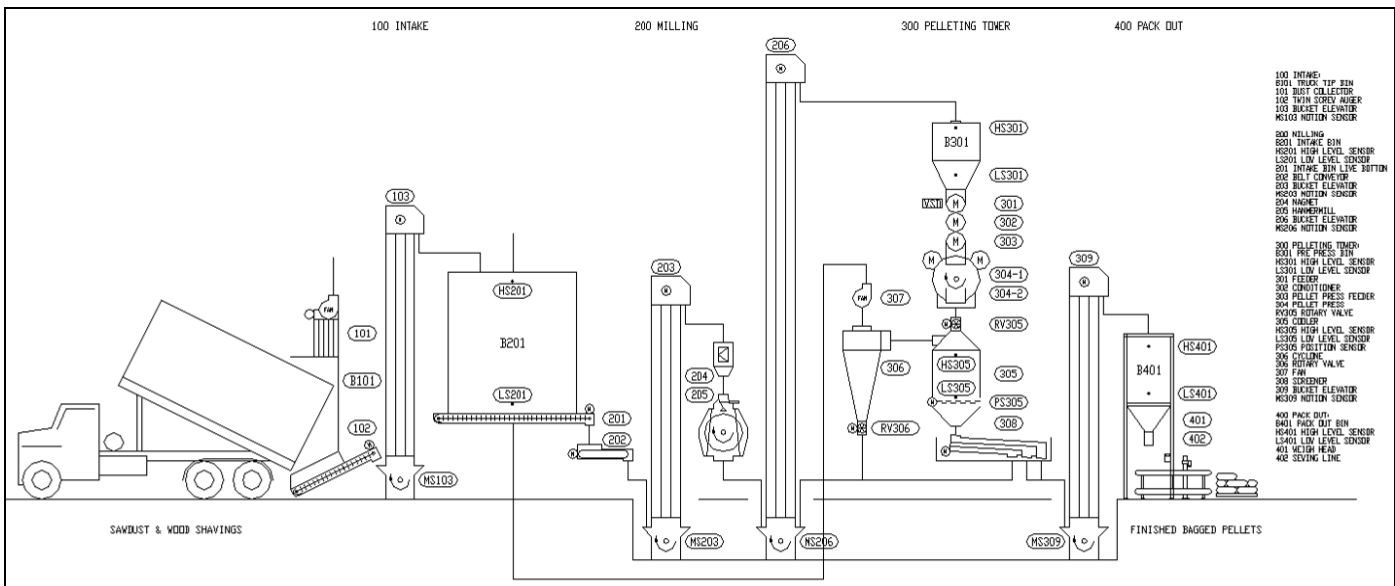 100 INTAKE
200 MILLING
300 PELLETING TOWER
400 PACK OUT
206
HS301
B301
LS301
VSD
M
301
M
302
M
303
M
M
304-1
304-2
103
203
309
FAN
101
B101
102
MS103
HS201
B201
LS201
201
202
204
205
MS203
MS206
FAN
307
306
RV306
RV305
HS305
305
LS305
PS305
308
MS309
HS401
B401
LS401
401
402
SAWDUST & WOOD SHAVINGS
FINISHED BAGGED PELLETS
100 INTAKE:
B101 TRUCK TIP BIN
101 DUST COLLECTOR
102 TWIN SCREW AUGER
103 BUCKET ELEVATOR
MS103 MOTION SENSOR
200 MILLING
B201 INTAKE BIN
HS201 HIGH LEVEL SENSOR
LS201 LOW LEVEL SENSOR
201 INTAKE BIN LIVE BOTTOM
202 BELT CONVEYOR
203 BUCKET ELEVATOR
MS203 MOTION SENSOR
204 MAGNET
205 HAMMERMILL
206 BUCKET ELEVATOR
MS206 MOTION SENSOR
300 PELLETING TOWER:
B301 PRE PRESS BIN
HS301 HIGH LEVEL SENSOR
LS301 LOW LEVEL SENSOR
301 FEEDER
302 CONDITIONER
303 PELLET PRESS FEEDER
304 PELLET PRESS
RV305 ROTARY VALVE
305 COOLER
HS305 HIGH LEVEL SENSOR
LS305 LOW LEVEL SENSOR
PS305 POSITION SENSOR
306 CYCLONE
306 ROTARY VALVE
307 FAN
308 SCREENER
309 BUCKET ELEVATOR
MS309 MOTION SENSOR
400 PACK OUT:
B401 PACK OUT BIN
HS401 HIGH LEVEL SENSOR
LS401 LOW LEVEL SENSOR
401 WEIGH HEAD
402 SEWING LINE